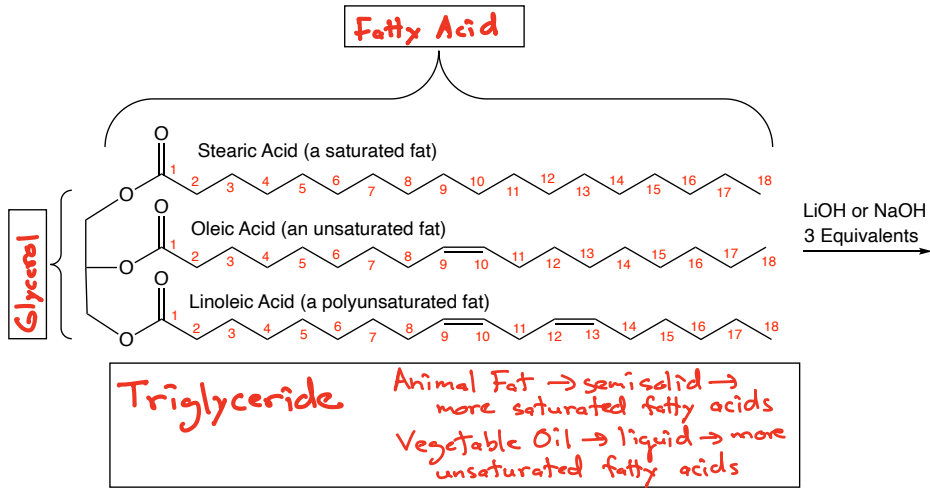 Fatty Acid
O
Stearic Acid (a saturated fat)
1 2 3 4 5 6 7 8 9 10 11 12 13 14 15 16 17 18
O
O
Oleic Acid (an unsaturated fat)
1 2 3 4 5 6 7 8 9 10 11 12 13 14 15 16 17 18
O
O
Linoleic Acid (a polyunsaturated fat)
1 2 3 4 5 6 7 8 9 10 11 12 13 14 15 16 17 18
O
Glycerol
LiOH or NaOH
3 Equivalents
Triglyceride
Animal Fat → semisolid →
more saturated fatty acids
Vegetable Oil → liquid → more
unsaturated fatty acids